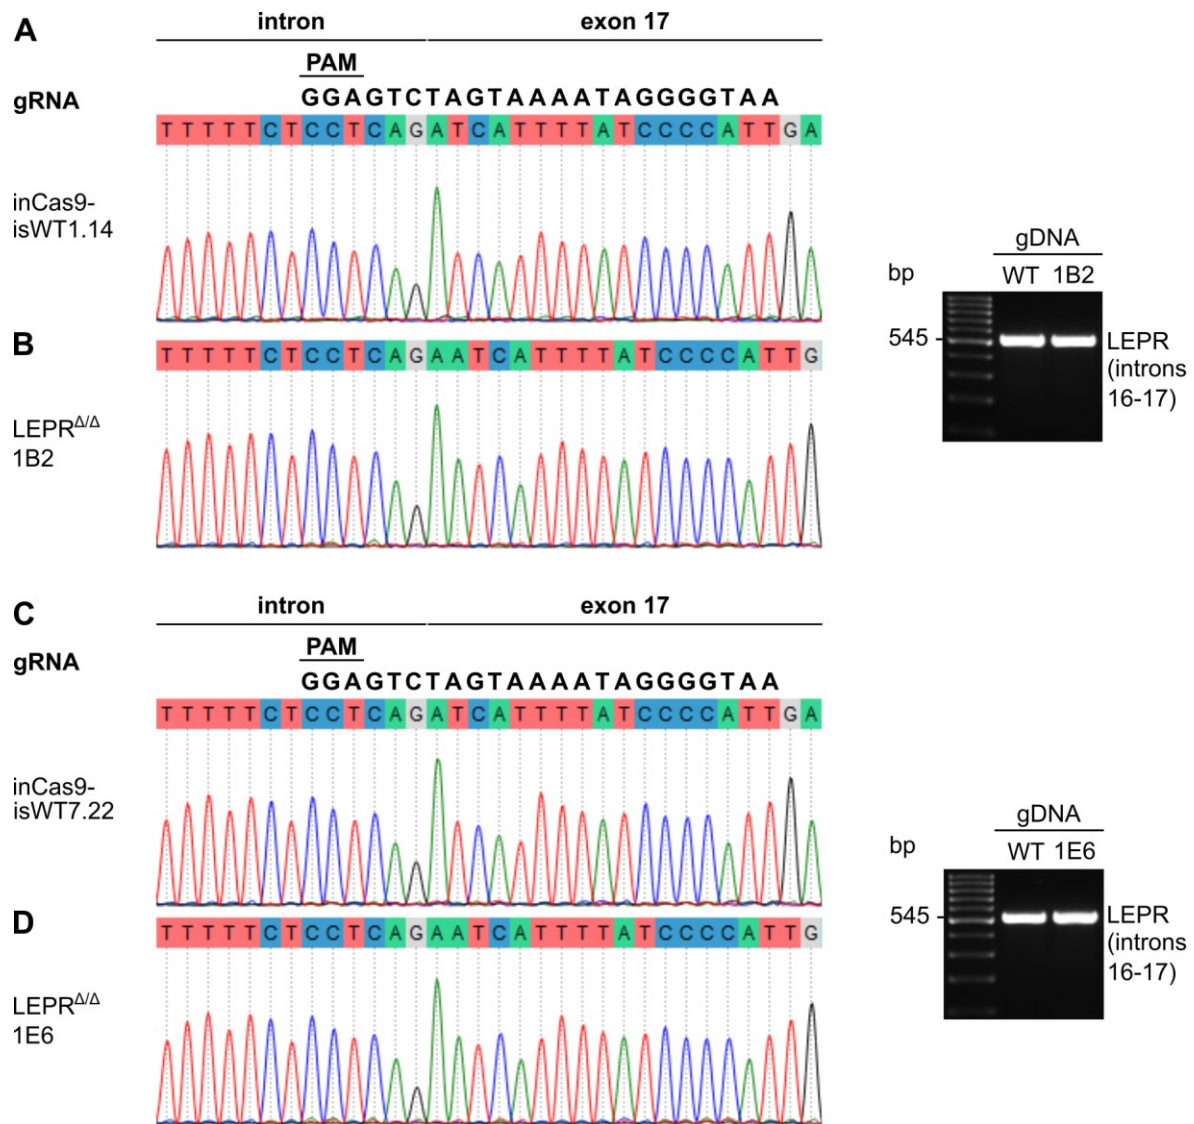 A
intron exon 17
PAM
gRNA
GGAGTCTAGTAAAATAGGGGTAA
TTTTTCTCCTCAGATCATTTTATCCCCATTGA
inCas9-
isWT1.14
gDNA
bp WT 1B2
545 LEPR
(introns
16-17)
B
TTTTTCTCCTCAGAATCATTTTATCCCCATTG
LEPRΔ/Δ
1B2
C
intron exon 17
PAM
gRNA
GGAGTCTAGTAAAATAGGGGTAA
TTTTTCTCCTCAGATCATTTTATCCCCATTGA
inCas9-
isWT7.22
gDNA
bp WT 1E6
545 LEPR
(introns
16-17)
D
TTTTTCTCCTCAGAATCATTTTATCCCCATTG
LEPRΔ/Δ
1E6